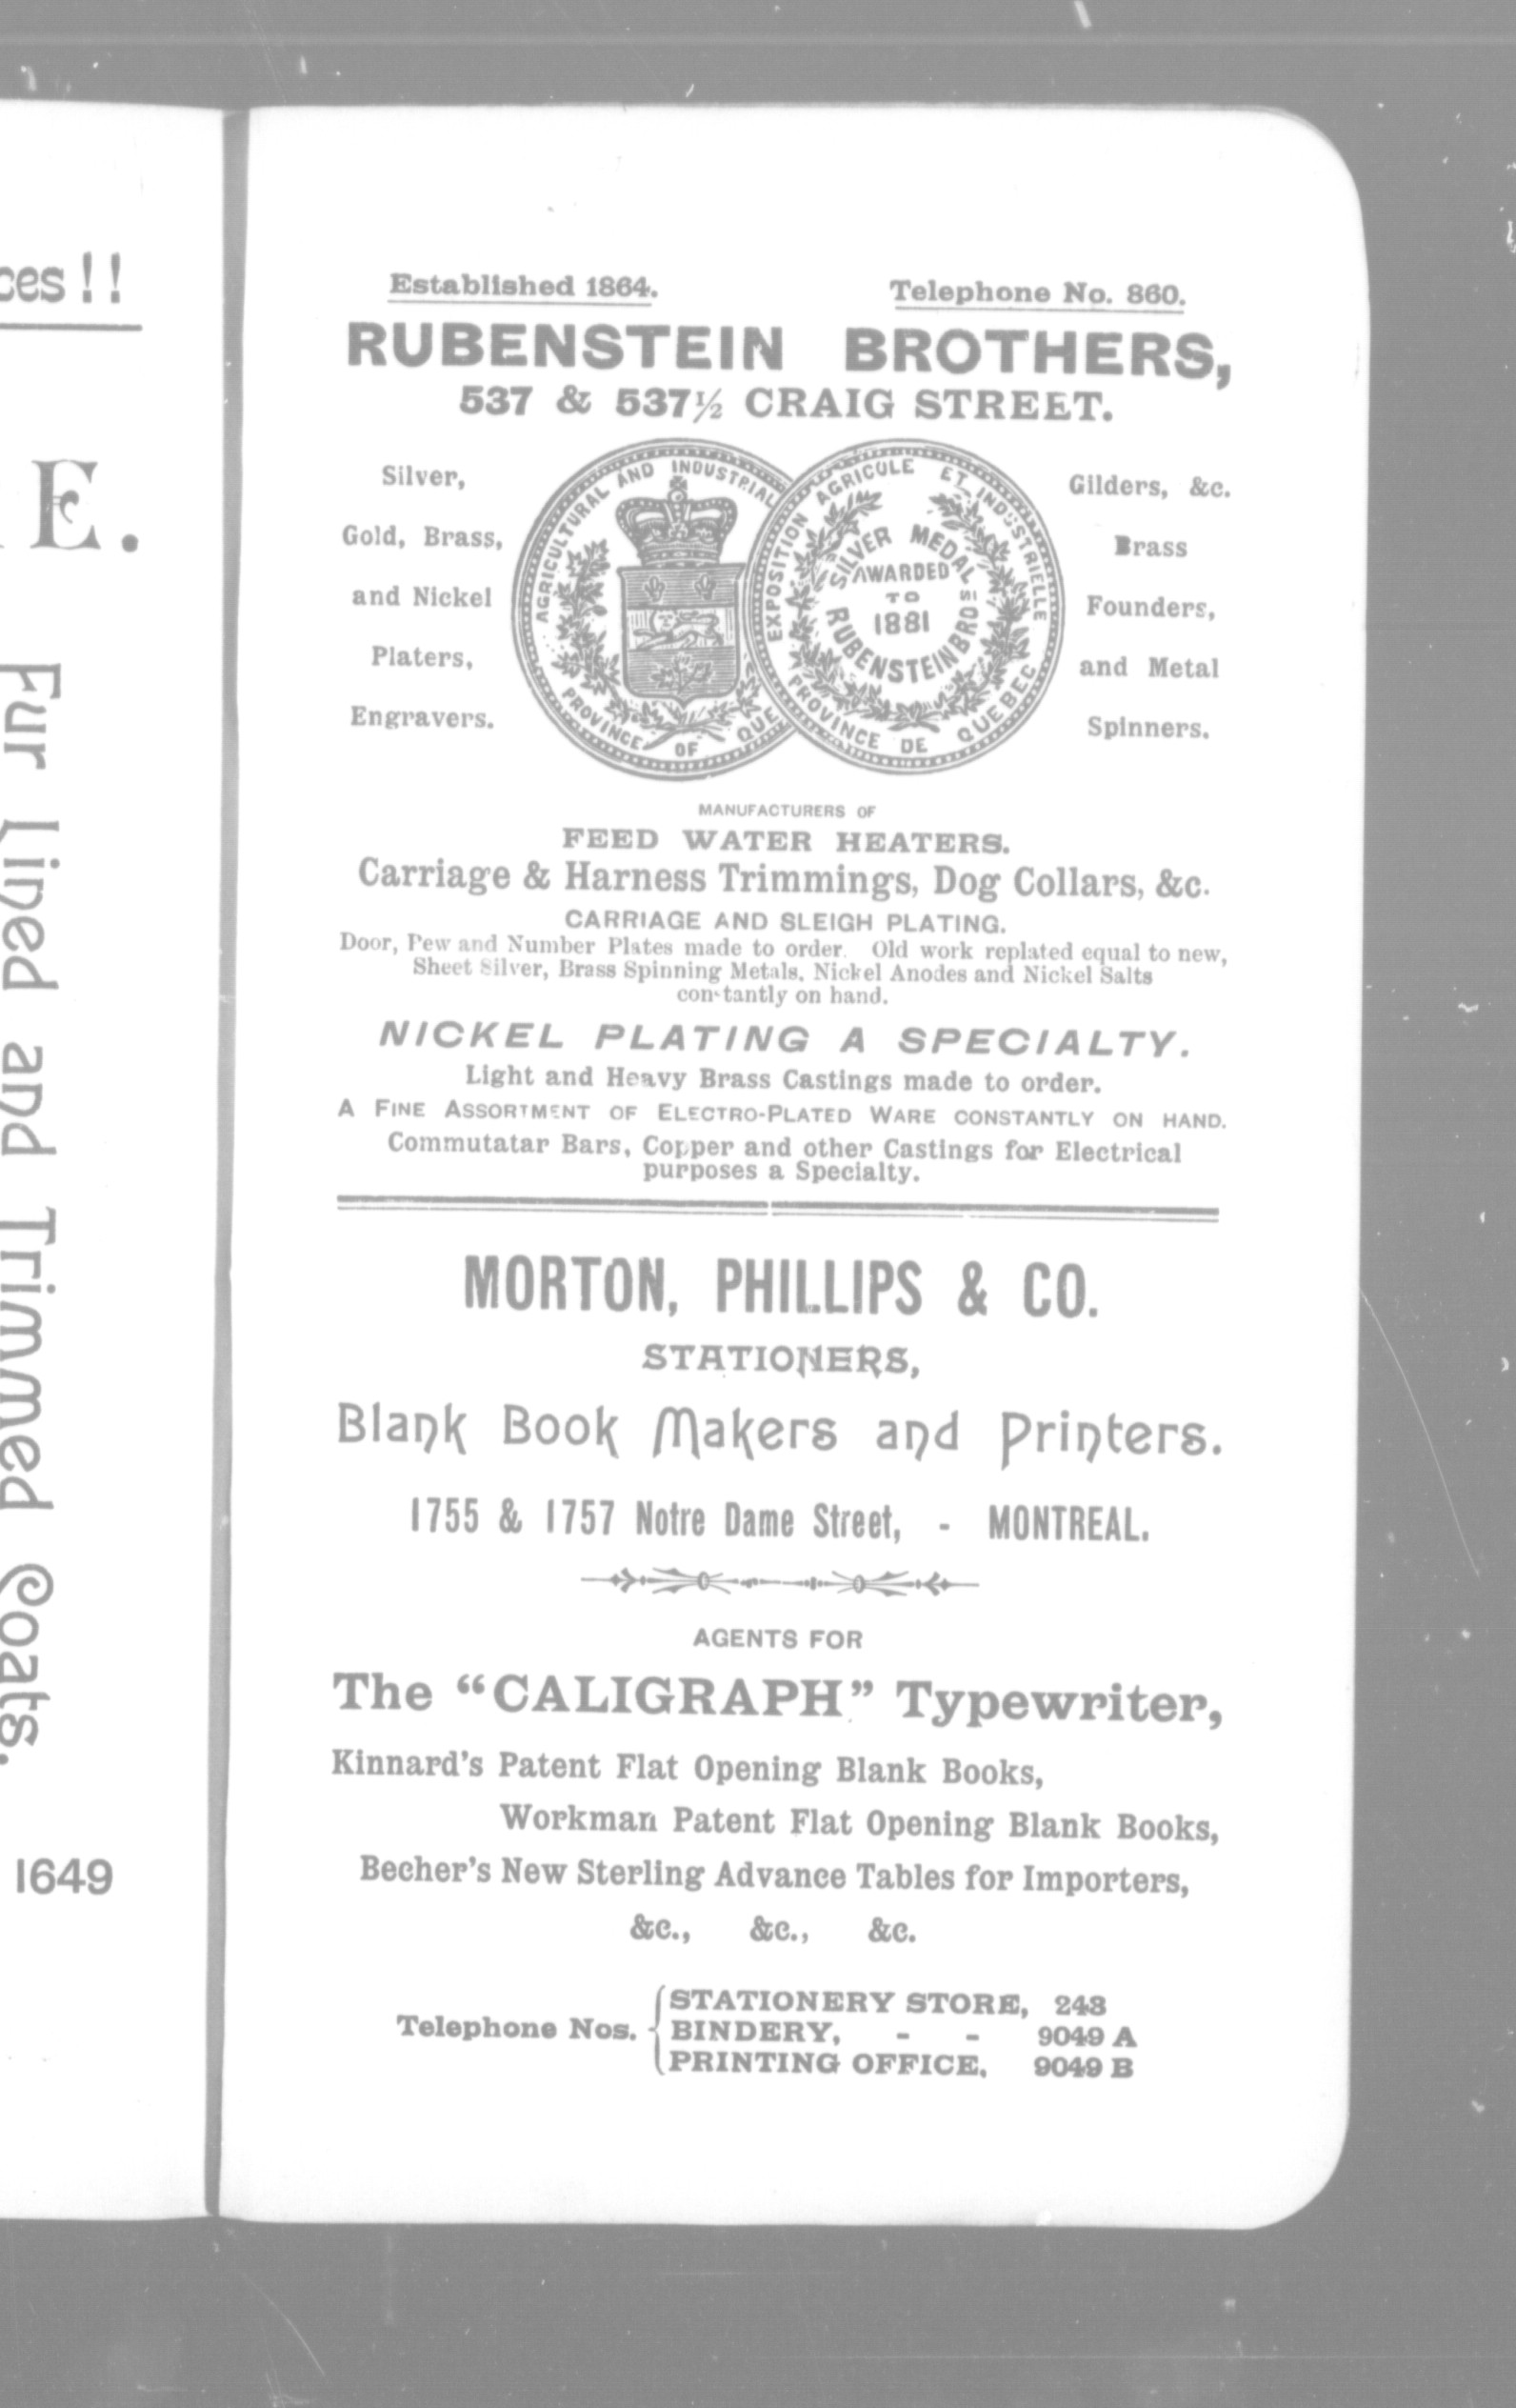 ces!!
E.
Fur Lined and Trimmed Coats.
1649
Established 1864.
Telephone No. 860.
RUBENSTEIN BROTHERS,
537 & 537½ CRAIG STREET.
Silver,
Gold, Brass,
and Nickel
Platers,
Engravers.
AGRICULTURAL AND INDUSTRIAL
PROVINCE OF QUE
EXPOSITION AGRICOLE ET INDUSTRIELLE
PROVINCE DE QUEBEC
SILVER MEDAL
AWARDED
TO
1881
RUBENSTEIN BROS
Gilders, &c.
Brass
Founders,
and Metal
Spinners.
MANUFACTURERS OF
FEED WATER HEATERS.
Carriage & Harness Trimmings, Dog Collars, &c.
CARRIAGE AND SLEIGH PLATING.
Door, Pew and Number Plates made to order. Old work replated equal to new,
Sheet Silver, Brass Spinning Metals, Nickel Anodes and Nickel Salts
constantly on hand.
NICKEL PLATING A SPECIALTY.
Light and Heavy Brass Castings made to order.
A FINE ASSORTMENT OF ELECTRO-PLATED WARE CONSTANTLY ON HAND.
Commutatar Bars, Copper and other Castings for Electrical
purposes a Specialty.
MORTON, PHILLIPS & CO.
STATIONERS,
Blank Book Makers and Printers.
1755 & 1757 Notre Dame Street, - MONTREAL.
AGENTS FOR
The "CALIGRAPH" Typewriter,
Kinnard's Patent Flat Opening Blank Books,
Workman Patent Flat Opening Blank Books,
Becher's New Sterling Advance Tables for Importers,
&c., &c., &c.
Telephone Nos.
STATIONERY STORE, 243
BINDERY, - - 9049 A
PRINTING OFFICE, 9049 B